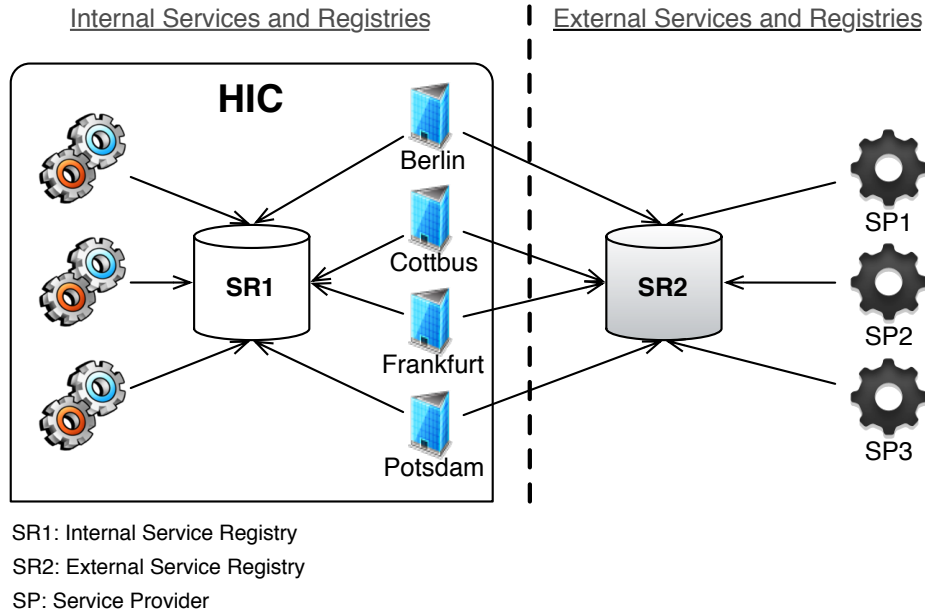 Internal Services and Registries
External Services and Registries
HIC
Berlin
Cottbus
Frankfurt
Potsdam
SR1
SR2
SP1
SP2
SP3
SR1: Internal Service Registry
SR2: External Service Registry
SP: Service Provider